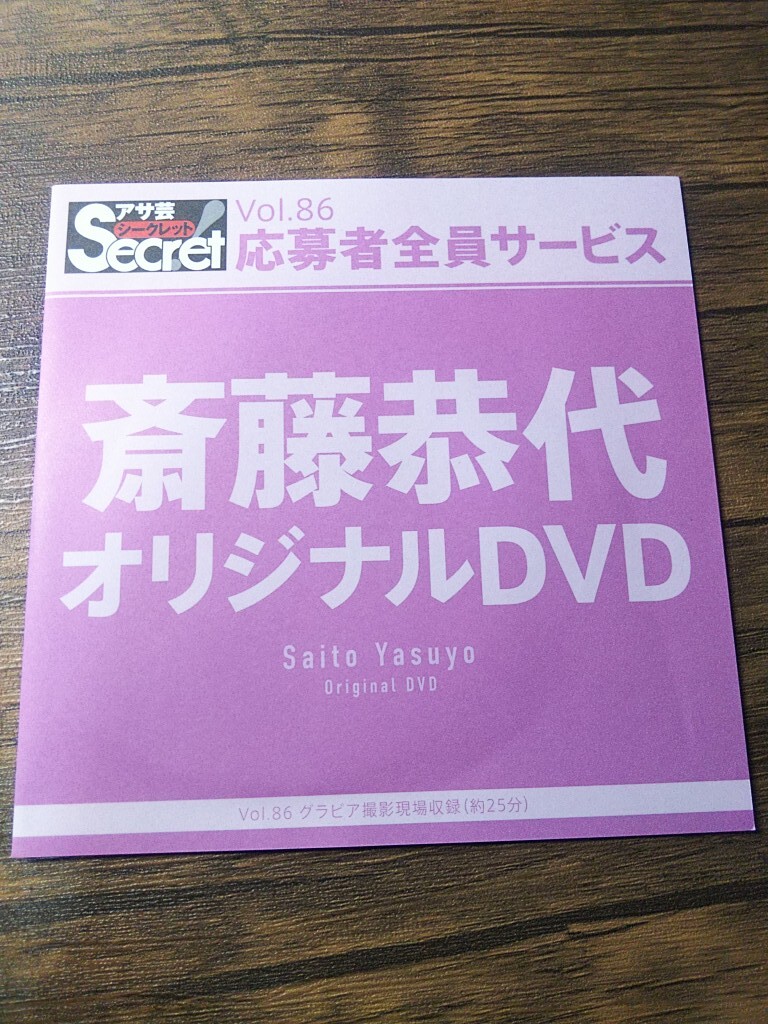 アサ芸
シークレット
Secret!
Vol.86
応募者全員サービス
斎藤恭代
オリジナルDVD
Saito Yasuyo
Original DVD
Vol.86 グラビア撮影現場収録(約25分)